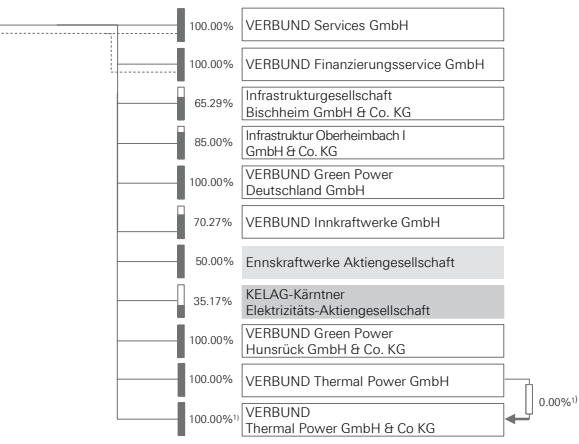 100.00% VERBUND Services GmbH
100.00% VERBUND Finanzierungsservice GmbH
65.29% Infrastrukturgesellschaft
Bischheim GmbH & Co. KG
85.00% Infrastruktur Oberheimbach I
GmbH & Co. KG
100.00% VERBUND Green Power
Deutschland GmbH
70.27% VERBUND Innkraftwerke GmbH
50.00% Ennskraftwerke Aktiengesellschaft
35.17% KELAG-Kärntner
Elektrizitäts-Aktiengesellschaft
100.00% VERBUND Green Power
Hunsrück GmbH & Co. KG
100.00% VERBUND Thermal Power GmbH
0.00%1)
100.00%1) VERBUND
Thermal Power GmbH & Co KG